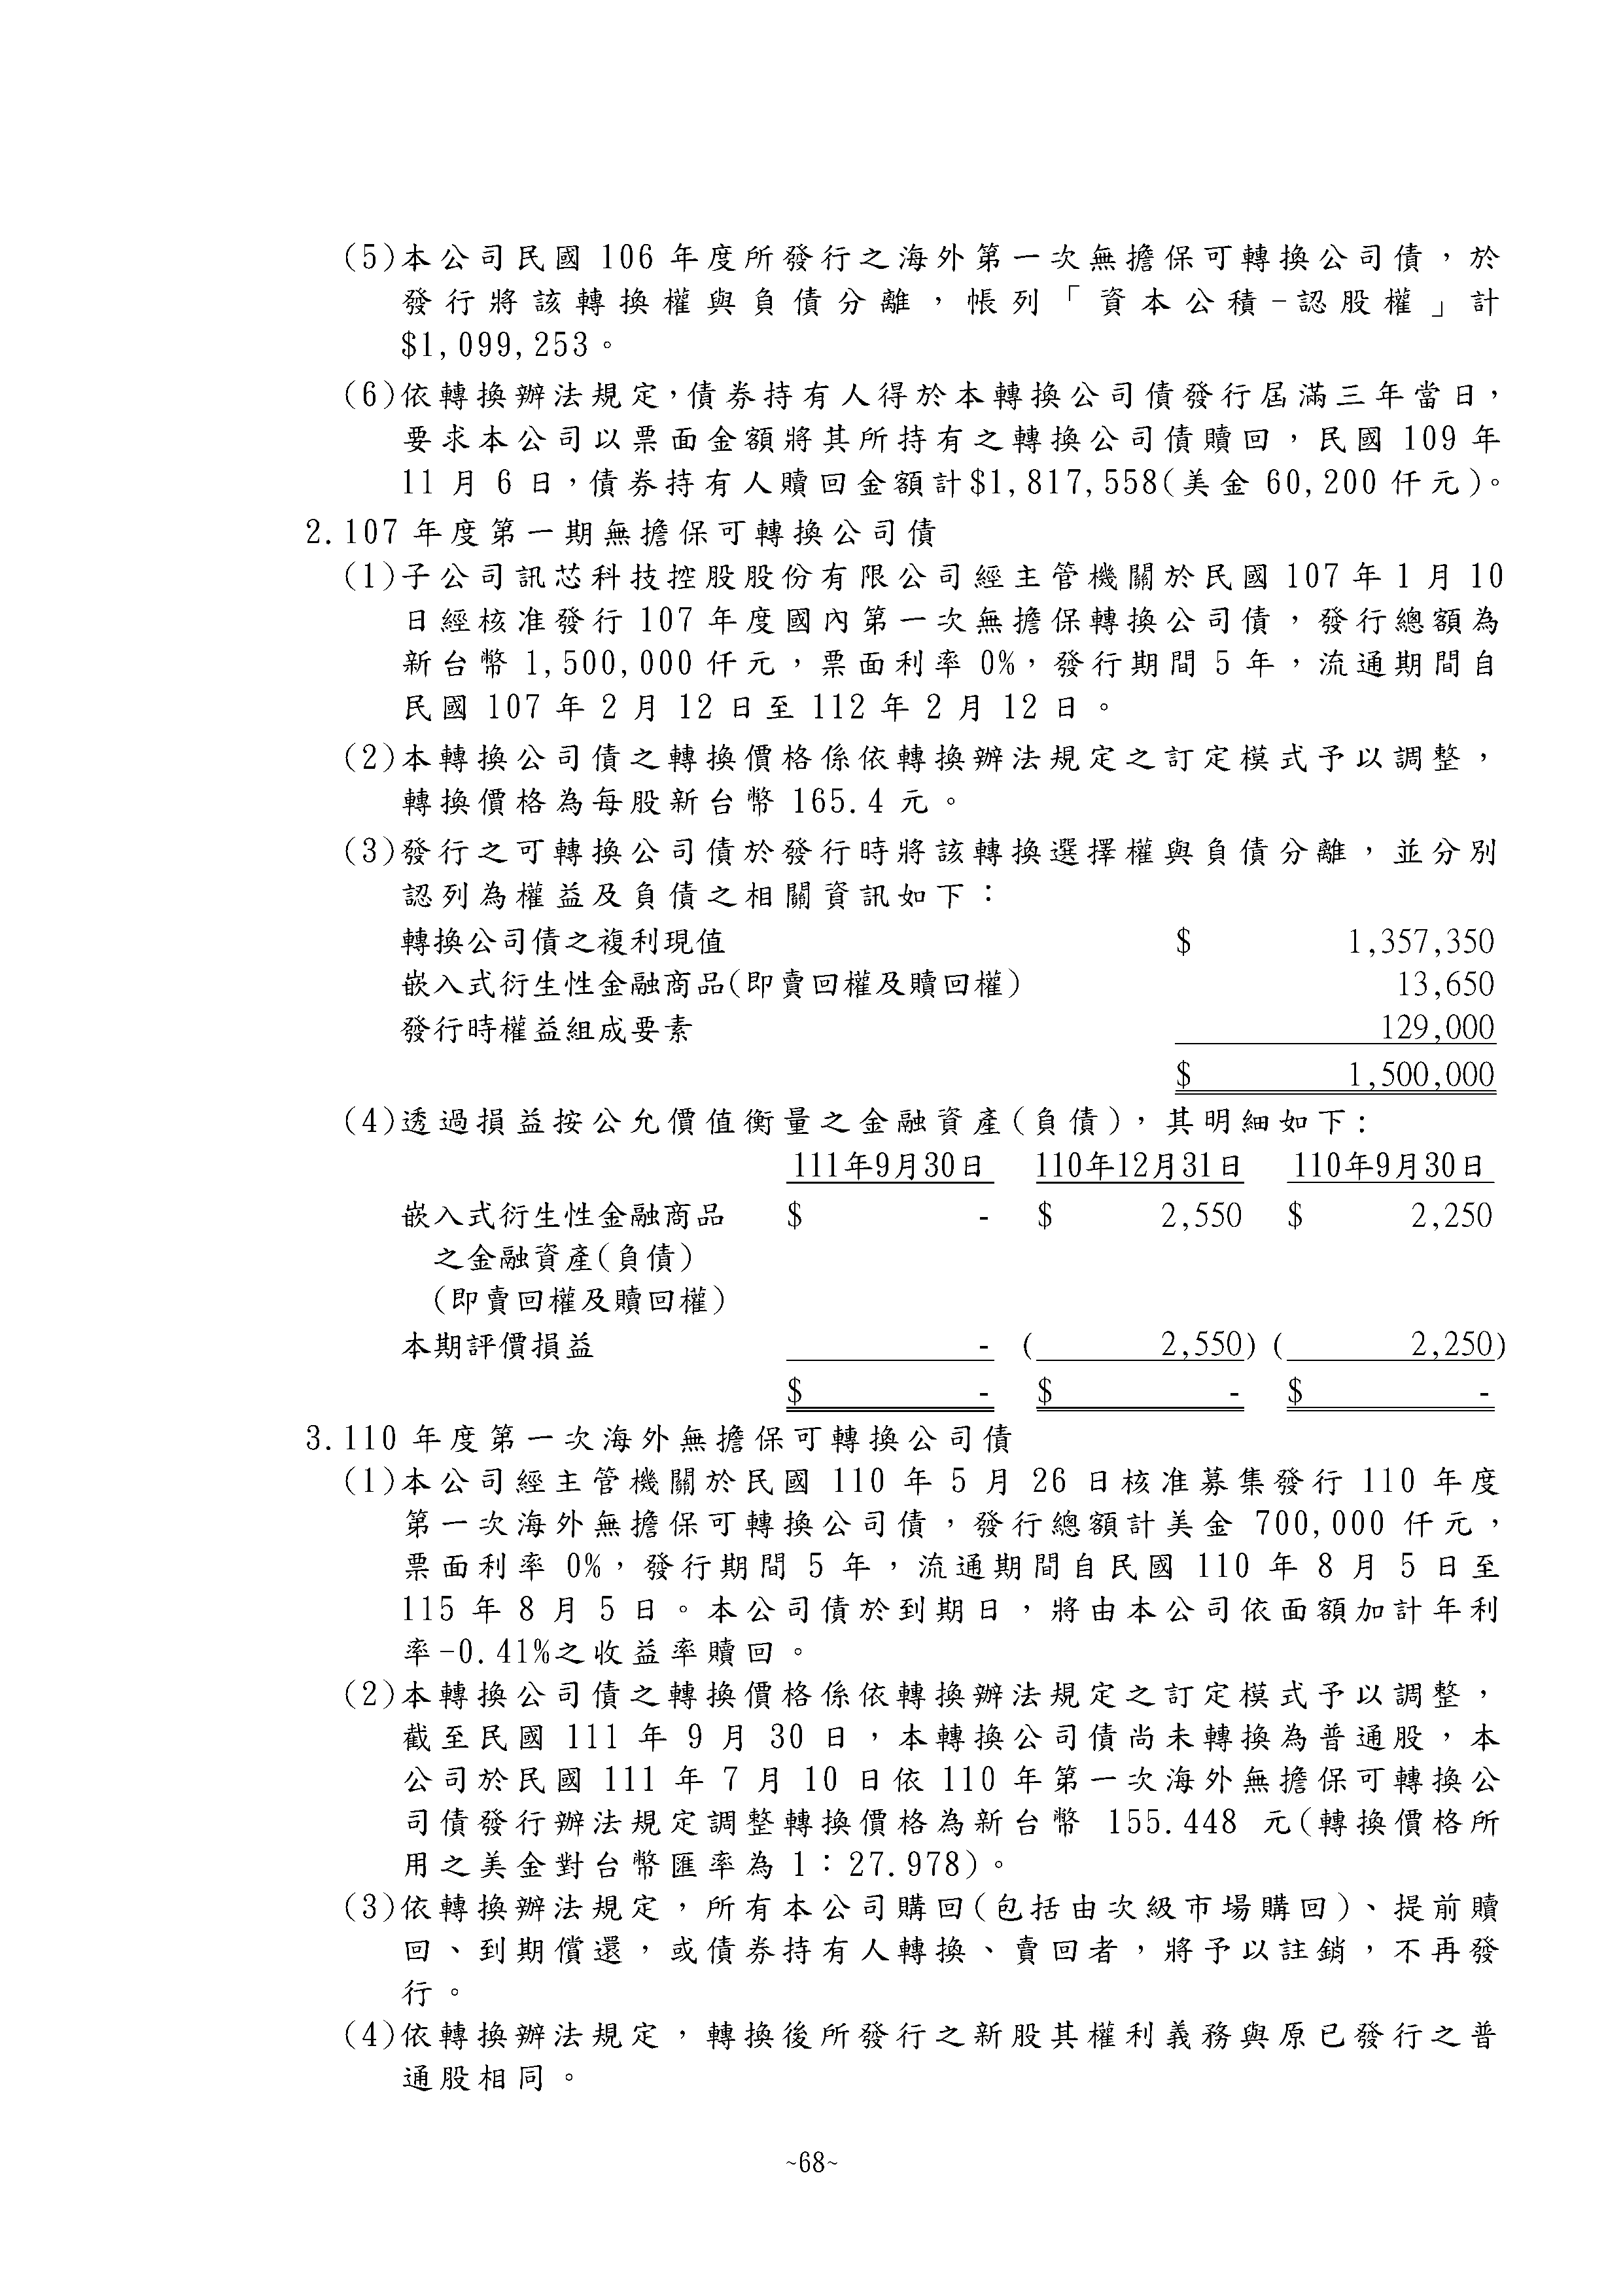 (5)本公司民國 106 年度所發行之海外第一次無擔保可轉換公司債，於
發行將該轉換權與負債分離，帳列「資本公積-認股權」計
$1,099,253。
(6)依轉換辦法規定，債券持有人得於本轉換公司債發行屆滿三年當日，
要求本公司以票面金額將其所持有之轉換公司債贖回，民國 109 年
11 月 6 日，債券持有人贖回金額計$1,817,558(美金 60,200 仟元)。
2.107 年度第一期無擔保可轉換公司債
(1)子公司訊芯科技控股股份有限公司經主管機關於民國 107 年 1 月 10
日經核准發行 107 年度國內第一次無擔保轉換公司債，發行總額為
新台幣 1,500,000 仟元，票面利率 0%，發行期間 5 年，流通期間自
民國 107 年 2 月 12 日至 112 年 2 月 12 日。
(2)本轉換公司債之轉換價格係依轉換辦法規定之訂定模式予以調整，
轉換價格為每股新台幣 165.4 元。
(3)發行之可轉換公司債於發行時將該轉換選擇權與負債分離，並分別
認列為權益及負債之相關資訊如下：
轉換公司債之複利現值 $ 1,357,350
嵌入式衍生性金融商品(即賣回權及贖回權) 13,650
發行時權益組成要素 129,000
$ 1,500,000
(4)透過損益按公允價值衡量之金融資產(負債)，其明細如下：
111年9月30日 110年12月31日 110年9月30日
嵌入式衍生性金融商品 $ - $ 2,550 $ 2,250
之金融資產(負債)
(即賣回權及贖回權)
本期評價損益 - ( 2,550) ( 2,250)
$ - $ - $ -
3.110 年度第一次海外無擔保可轉換公司債
(1)本公司經主管機關於民國 110 年 5 月 26 日核准募集發行 110 年度
第一次海外無擔保可轉換公司債，發行總額計美金 700,000 仟元，
票面利率 0%，發行期間 5 年，流通期間自民國 110 年 8 月 5 日至
115 年 8 月 5 日。本公司債於到期日，將由本公司依面額加計年利
率-0.41%之收益率贖回。
(2)本轉換公司債之轉換價格係依轉換辦法規定之訂定模式予以調整，
截至民國 111 年 9 月 30 日，本轉換公司債尚未轉換為普通股，本
公司於民國 111 年 7 月 10 日依 110 年第一次海外無擔保可轉換公
司債發行辦法規定調整轉換價格為新台幣 155.448 元(轉換價格所
用之美金對台幣匯率為 1：27.978)。
(3)依轉換辦法規定，所有本公司購回(包括由次級市場購回)、提前贖
回、到期償還，或債券持有人轉換、賣回者，將予以註銷，不再發
行。
(4)依轉換辦法規定，轉換後所發行之新股其權利義務與原已發行之普
通股相同。
~68~